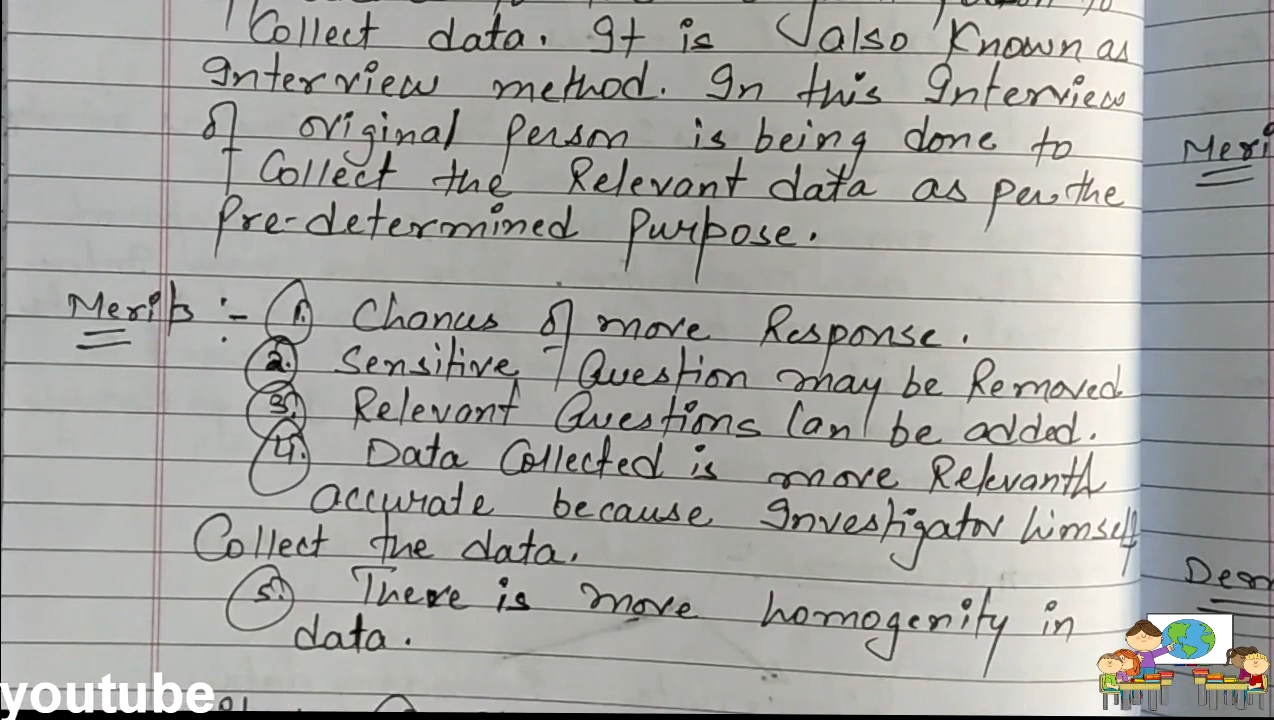 Collect data. It is also Known as
Interview method. In this Interview
of original person is being done to
Collect the Relevant data as per the
Pre-determined purpose.
Merits :- 1. Chances of more Response.
2. Sensitive Question may be Removed
3. Relevant Questions Can be added.
4. Data Collected is more Relevant &
accurate because Investigator himself
Collect the data.
5. There is more homogenity in
data.
Meri
Dem
youtube